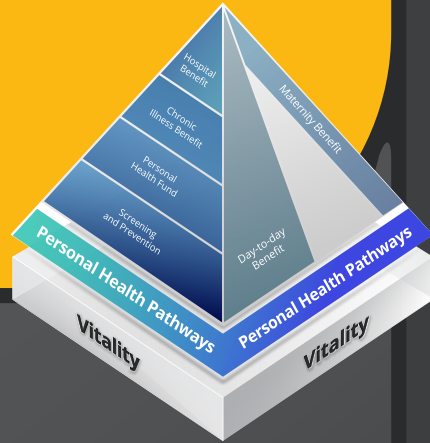 Hospital
Benefit
Chronic
Illness Benefit
Personal
Health Fund
Screening
and Prevention
Maternity Benefit
Day-to-day
Benefit
Personal Health Pathways
Personal Health Pathways
Vitality
Vitality